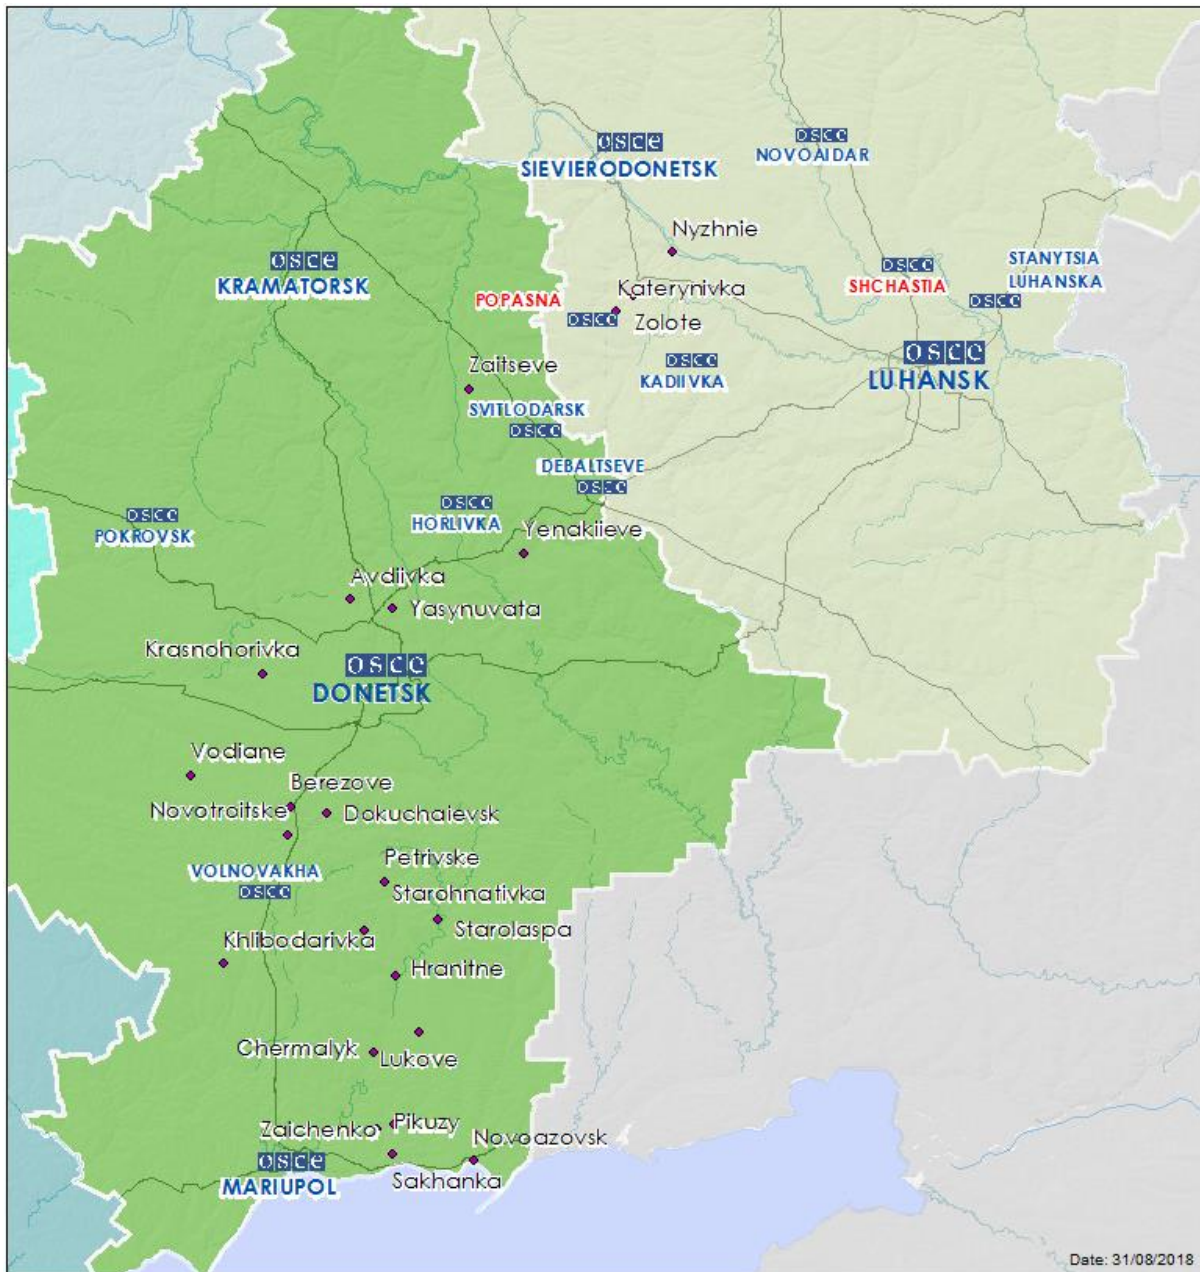 osce
SIEVIERODONETSK
osce
NOVOAIDAR
Nyzhnie
osce
KRAMATORSK
POPASNA
osce
Katerynivka
Zolote
osce
SHCHASTIA
STANYTSIA
LUHANSKA
osce
osce
LUHANSK
osce
KADIIVKA
Zaitseve
SVITLODARSK
osce
DEBALTSEVE
osce
osce
HORLIVKA
osce
POKROVSK
Yenakiieve
Avdiivka
Yasynuvata
Krasnohorivka
osce
DONETSK
Vodiane
Berezove
Novotroitske
Dokuchaievsk
VOLNOVAKHA
osce
Petrivske
Starohnativka
Starolaspa
Khlibodarivka
Hranitne
Chermalyk
Lukove
Pikuzy
Zaichenko
Novoazovsk
osce
MARIUPOL
Sakhanka
Date: 31/08/2018